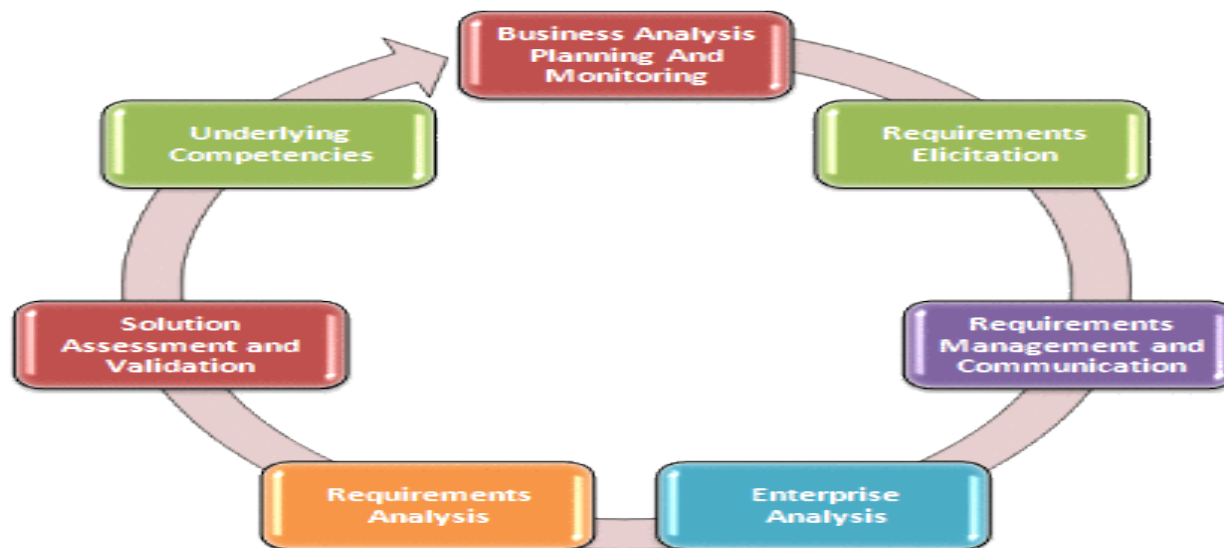 Business Analysis
Planning And
Monitoring
Requirements
Elicitation
Requirements
Management and
Communication
Enterprise
Analysis
Requirements
Analysis
Solution
Assessment and
Validation
Underlying
Competencies